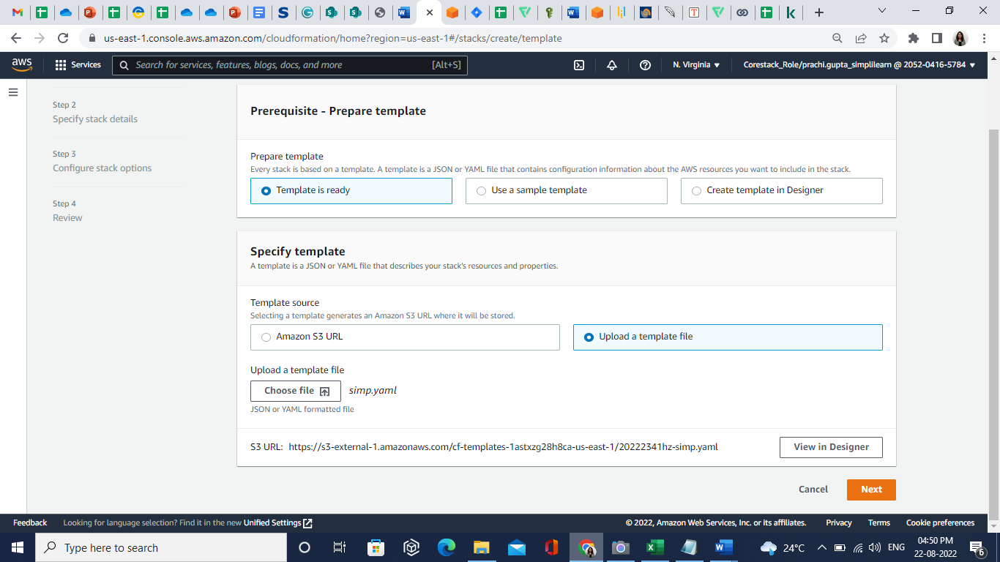 us-east-1.console.aws.amazon.com/cloudformation/home?region=us-east-1#/stacks/create/template
aws
Services
Search for services, features, blogs, docs, and more
[Alt+S]
N. Virginia
Corestack_Role/prachi.gupta_simplilearn @ 2052-0416-5784
Step 2
Specify stack details
Step 3
Configure stack options
Step 4
Review
Prerequisite - Prepare template
Prepare template
Every stack is based on a template. A template is a JSON or YAML file that contains configuration information about the AWS resources you want to include in the stack.
Template is ready
Use a sample template
Create template in Designer
Specify template
A template is a JSON or YAML file that describes your stack's resources and properties.
Template source
Selecting a template generates an Amazon S3 URL where it will be stored.
Amazon S3 URL
Upload a template file
Upload a template file
Choose file
simp.yaml
JSON or YAML formatted file
S3 URL: https://s3-external-1.amazonaws.com/cf-templates-1astxzg28h8ca-us-east-1/20222341hz-simp.yaml
View in Designer
Cancel
Next
Feedback
Looking for language selection? Find it in the new Unified Settings
© 2022, Amazon Web Services, Inc. or its affiliates.
Privacy
Terms
Cookie preferences
Type here to search
24°C
ENG
04:50 PM
22-08-2022
6